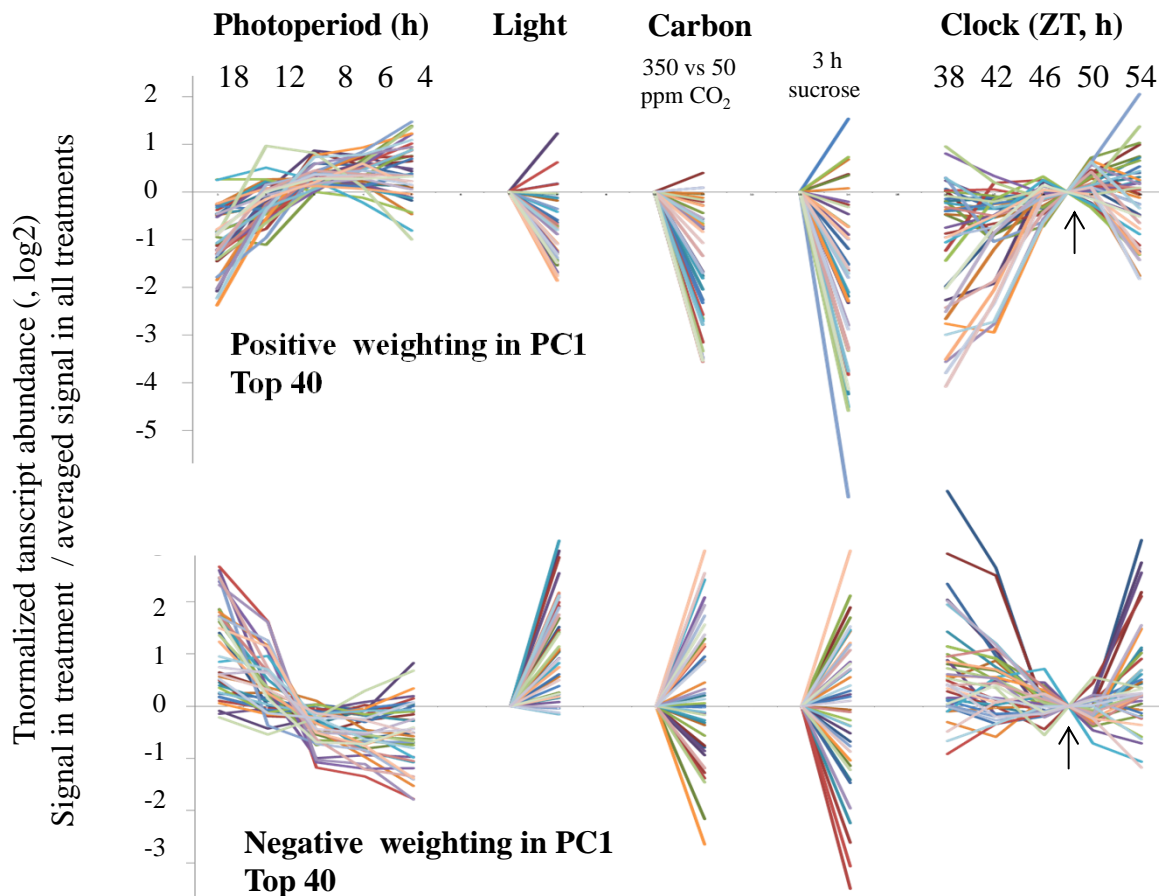 Photoperiod (h) Light Carbon Clock (ZT, h)
18 12 8 6 4 350 vs 50 3 h 38 42 46 50 54
ppm CO2 sucrose
2
1
0
-1
-2
-3
-4
-5
Positive weighting in PC1
Top 40
Tnormalized tanscript abundance (, log2)
Signal in treatment / averaged signal in all treatments
2
1
0
-1
-2
-3
Negative weighting in PC1
Top 40